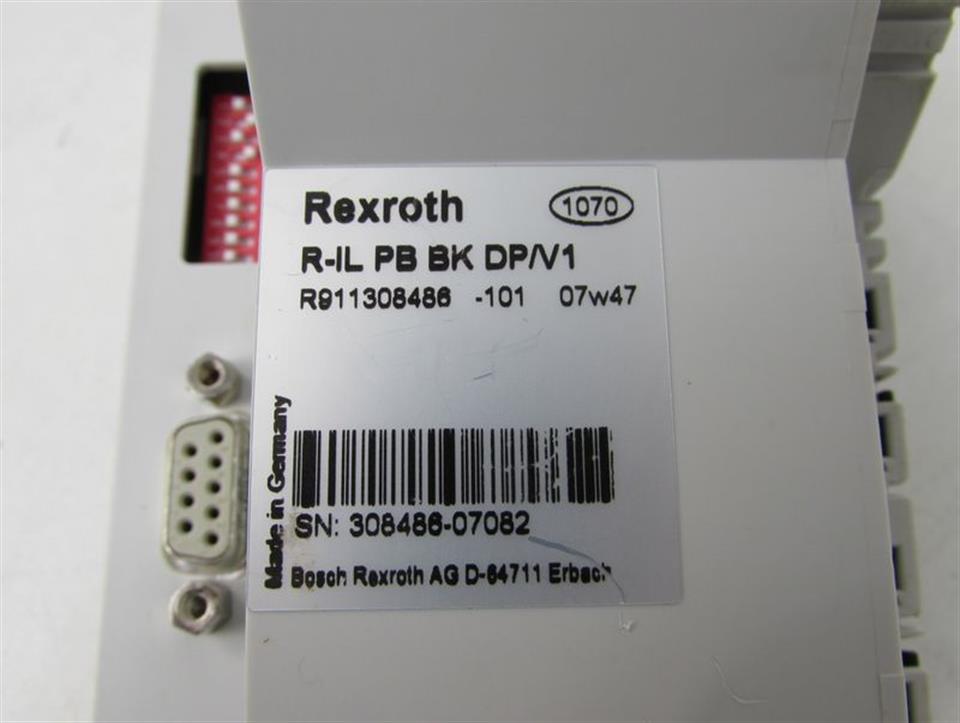 Rexroth 1070
R-IL PB BK DP/V1
R911308486 -101 07w47
Made in Germany
SN: 308486-07082
Bosch Rexroth AG D-64711 Erbach